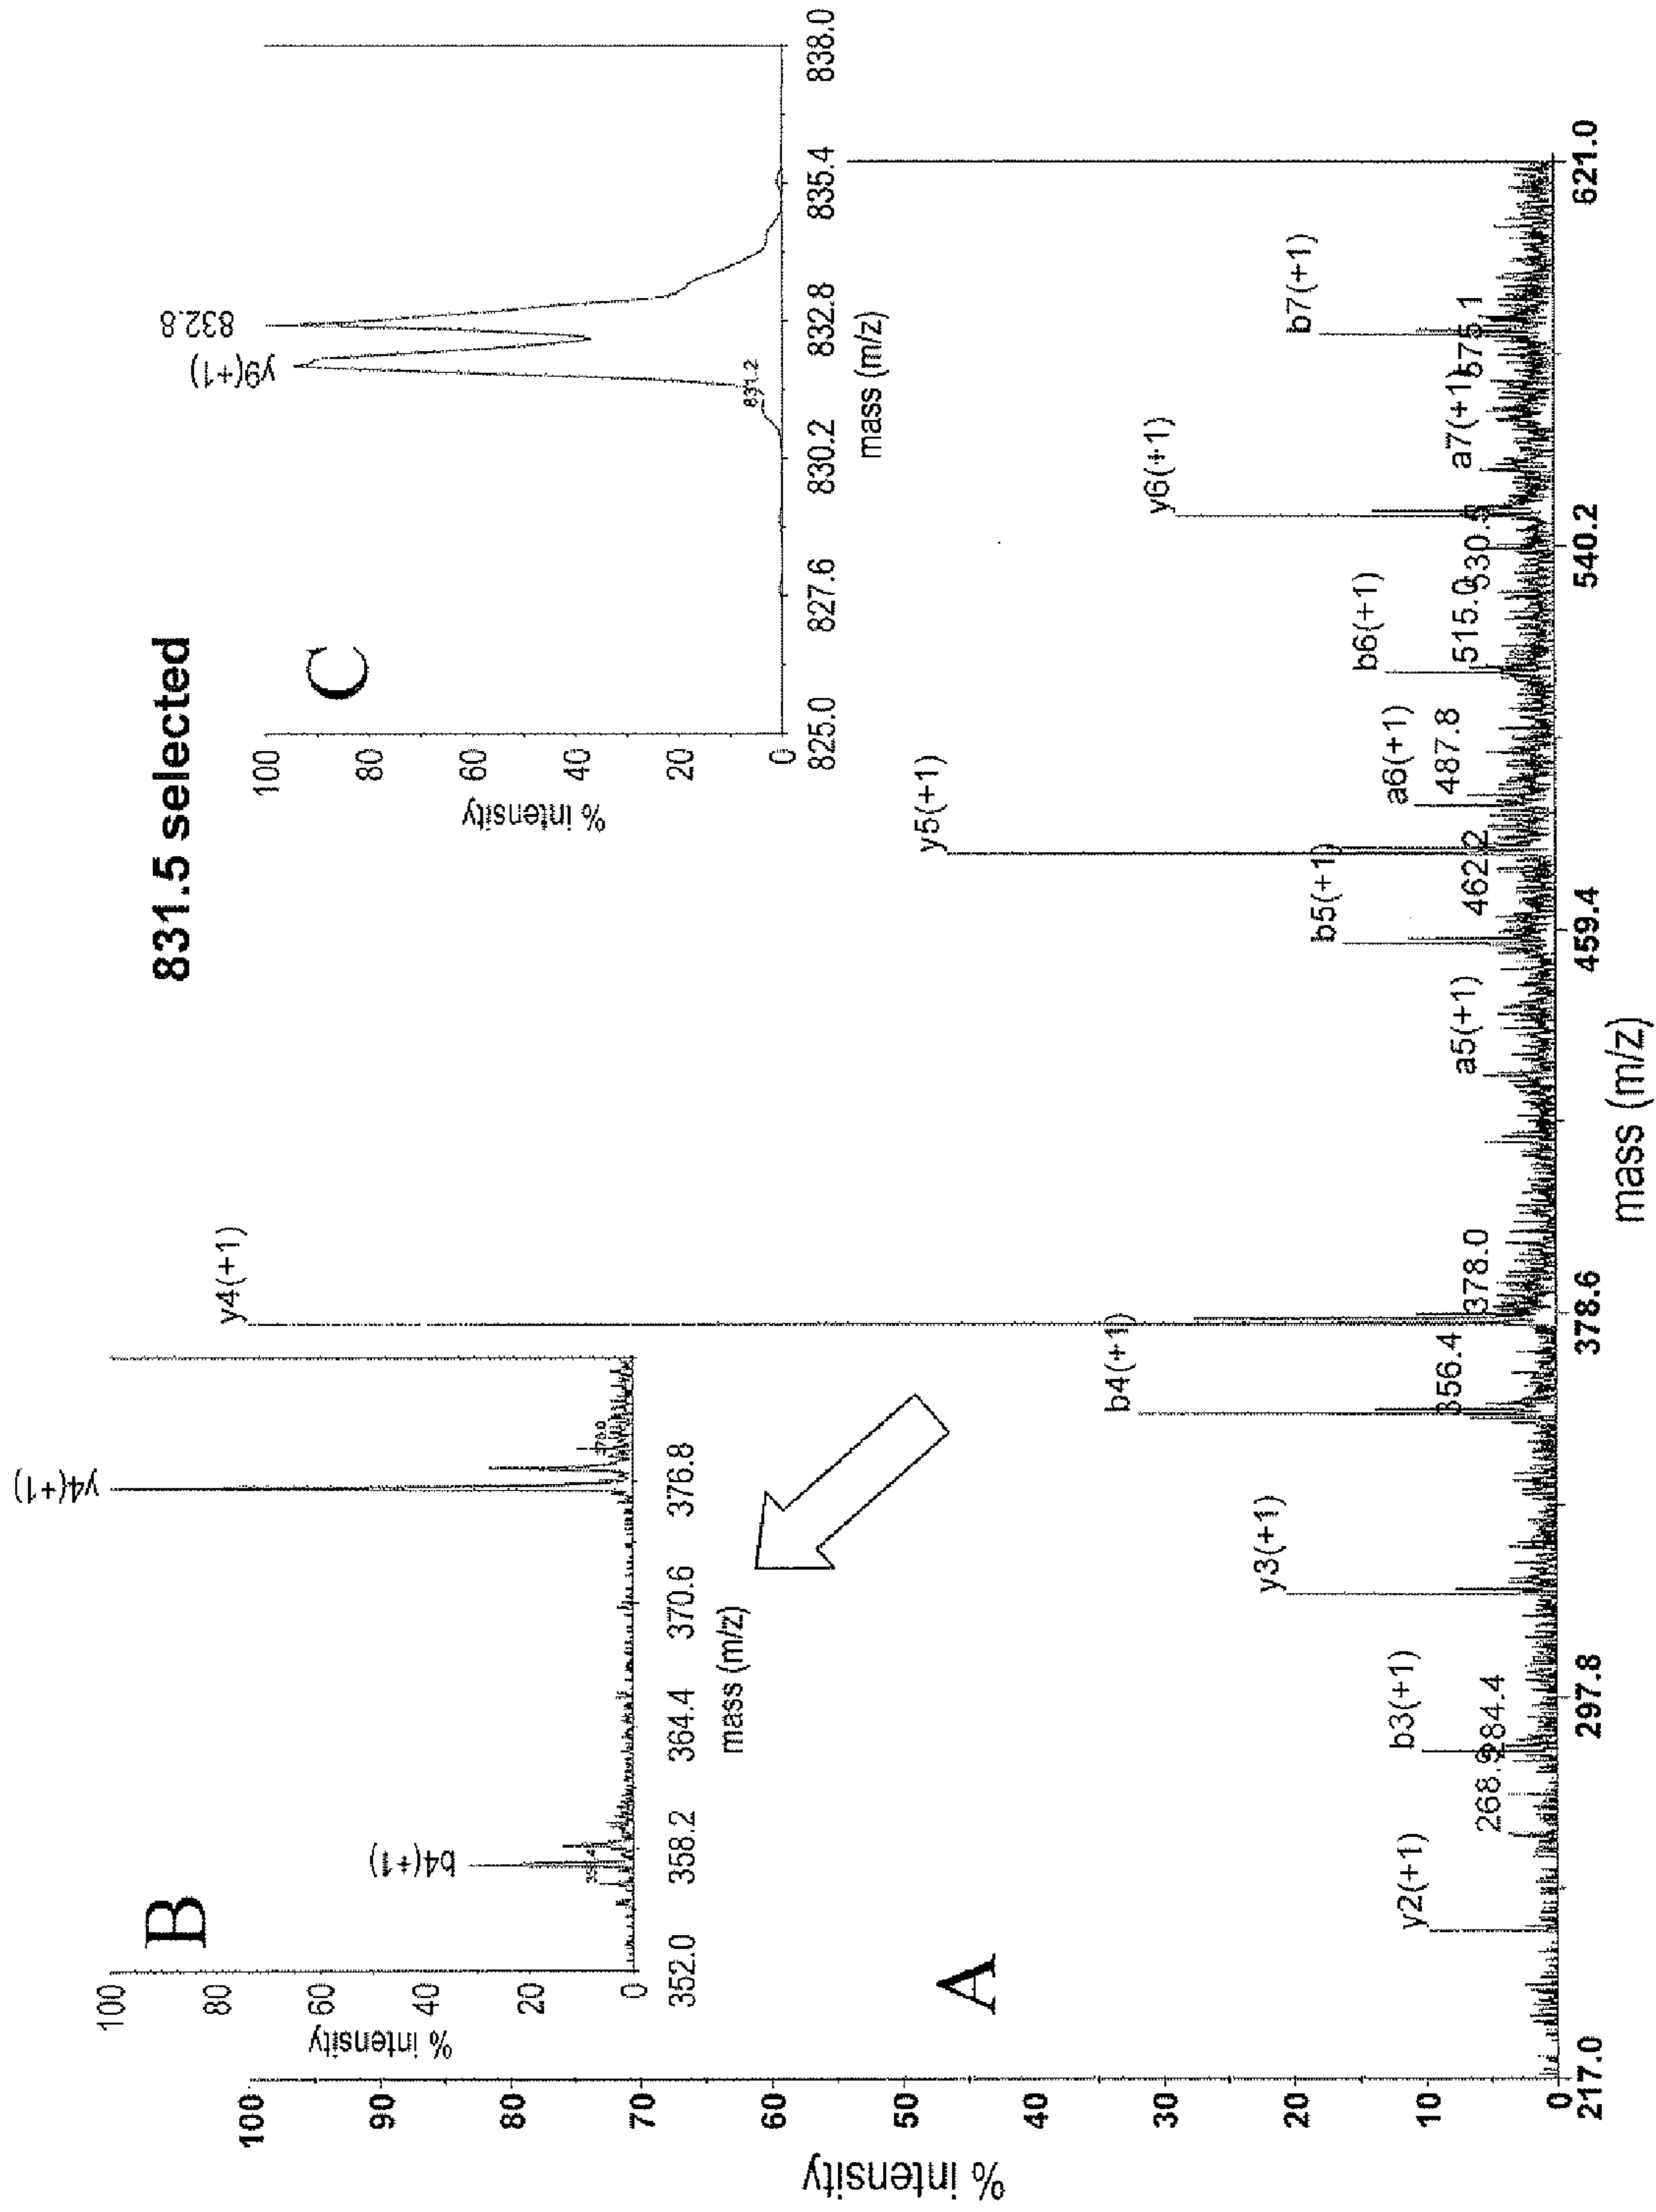 831.5 selected
B
% intensity
100
80
60
40
20
0
b4(+1)
y4(+1)
378.0
352.0 358.2 364.4 370.6 376.8
mass (m/z)
C
% intensity
100
80
60
40
20
0
831.2
y9(+1)
832.8
825.0 827.6 830.2 832.8 835.4 838.0
mass (m/z)
A
% intensity
100
90
80
70
60
50
40
30
20
10
0
y2(+1)
268.9
284.4
b3(+1)
y3(+1)
356.4
b4(+1)
378.0
y4(+1)
a5(+1)
b5(+1)
462.2
y5(+1)
487.8
a6(+1)
515.0
b6(+1)
530.5
y6(+1)
a7(+1)
575.1
b7(+1)
217.0 297.8 378.6 459.4 540.2 621.0
mass (m/z)